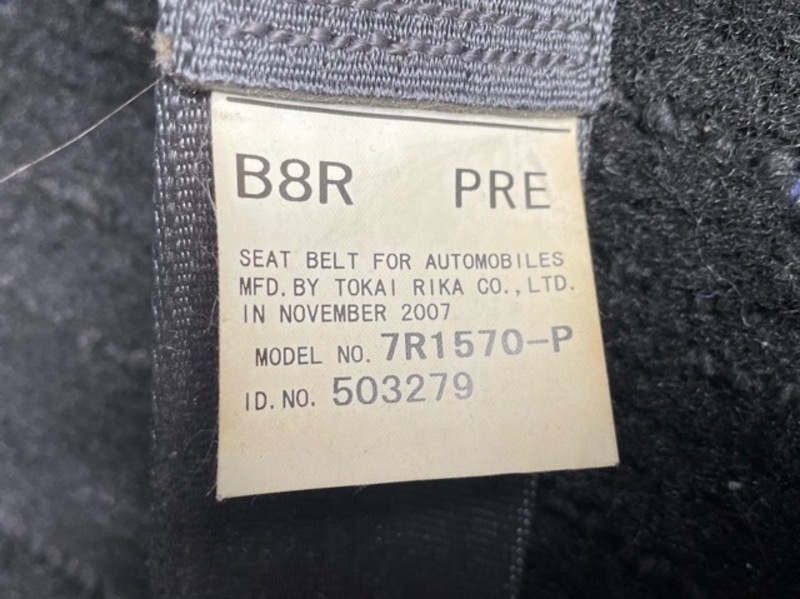 B8R PRE
SEAT BELT FOR AUTOMOBILES
MFD. BY TOKAI RIKA CO., LTD.
IN NOVEMBER 2007
MODEL NO. 7R1570-P
ID. NO. 503279